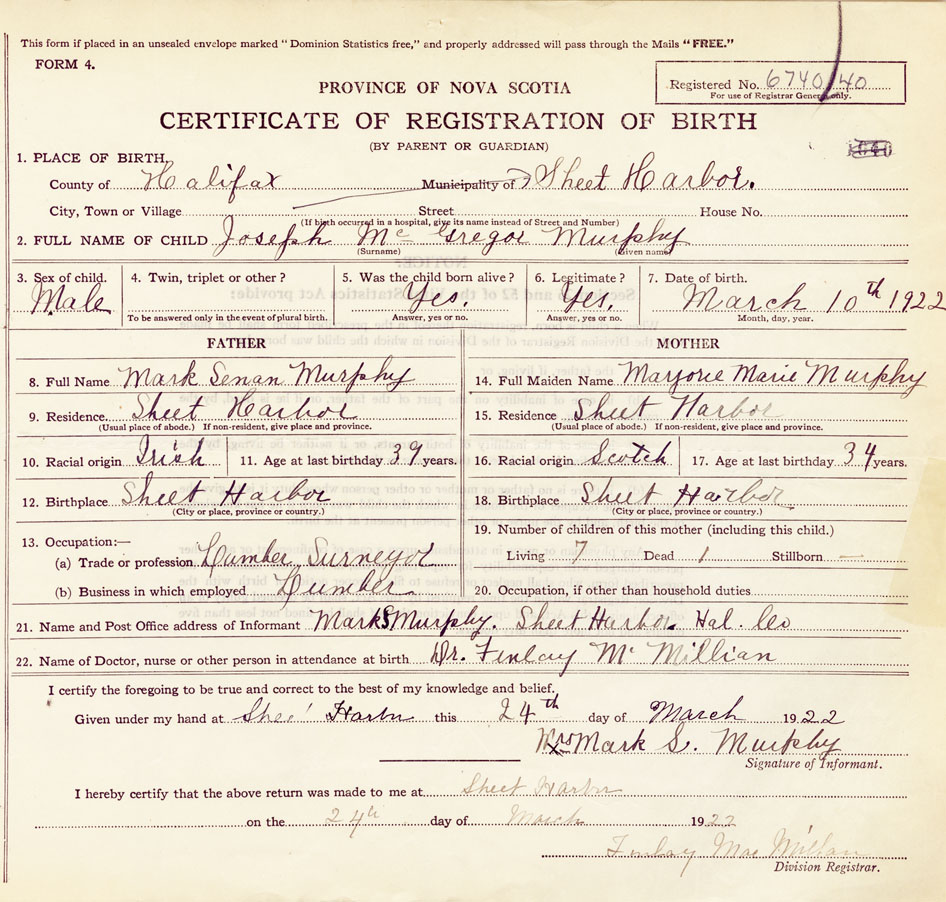 This form if placed in an unsealed envelope marked "Dominion Statistics free," and properly addressed will pass through the Mails "FREE."
FORM 4.
Registered No. 6740/40
For use of Registrar General only.
PROVINCE OF NOVA SCOTIA
CERTIFICATE OF REGISTRATION OF BIRTH
(BY PARENT OR GUARDIAN)
1. PLACE OF BIRTH,
County of Halifax Municipality of Sheet Harbor.
City, Town or Village Street House No.
(If birth occurred in a hospital, give its name instead of Street and Number)
2. FULL NAME OF CHILD Joseph Mc Gregor Murphy
(Surname) (Given name)
3. Sex of child. 4. Twin, triplet or other? 5. Was the child born alive? 6. Legitimate? 7. Date of birth.
Male Yes. Yes. March 10th 1922
To be answered only in the event of plural birth. Answer, yes or no. Answer, yes or no. Month, day, year.
FATHER MOTHER
8. Full Name Mark Senan Murphy 14. Full Maiden Name Marjorie Marie Murphy
9. Residence. Sheet Harbor 15. Residence Sheet Harbor
(Usual place of abode.) If non-resident, give place and province. (Usual place of abode.) If non-resident, give place and province.
10. Racial origin Irish 11. Age at last birthday 39 years. 16. Racial origin Scotch 17. Age at last birthday 34 years.
12. Birthplace Sheet Harbor 18. Birthplace Sheet Harbor
(City or place, province or country.) (City or place, province or country.)
13. Occupation:— 19. Number of children of this mother (including this child.)
(a) Trade or profession Lumber Surveyor Living 7 Dead 1 Stillborn —
(b) Business in which employed Lumber 20. Occupation, if other than household duties
21. Name and Post Office address of Informant Mark S Murphy. Sheet Harbor Hal. Co
22. Name of Doctor, nurse or other person in attendance at birth Dr. Finlay Mc Millian
I certify the foregoing to be true and correct to the best of my knowledge and belief.
Given under my hand at Sheet Harbor this 24th day of March 1922
Mrs Mark S. Murphy
Signature of Informant.
I hereby certify that the above return was made to me at Sheet Harbor
on the 24th day of March 1922
Finlay Mac Millan
Division Registrar.